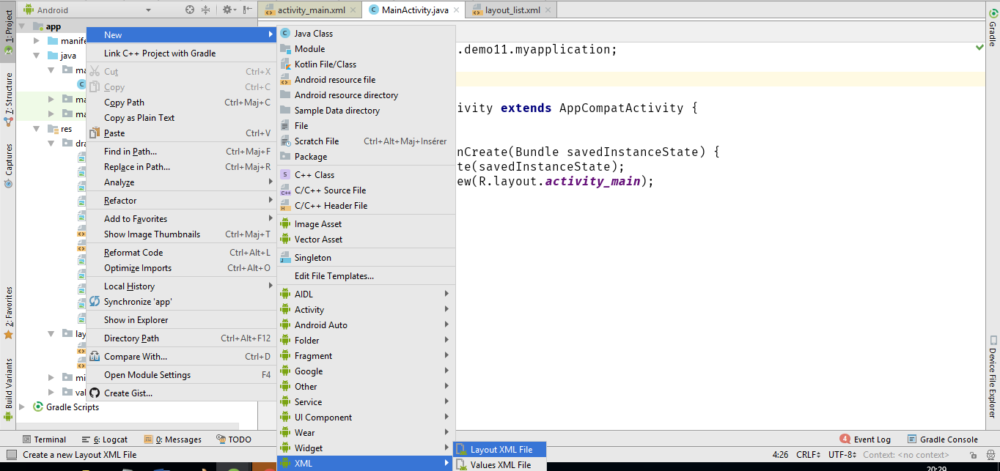 Android
activity_main.xml
MainActivity.java
layout_list.xml
1: Project
Z: Structure
Captures
2: Favorites
Build Variants
app
java
res
Gradle Scripts
New
Link C++ Project with Gradle
Cut Ctrl+X
Copy Ctrl+C
Copy Path Ctrl+Maj+C
Copy as Plain Text
Paste Ctrl+V
Find in Path... Ctrl+Maj+F
Replace in Path... Ctrl+Maj+R
Analyze
Refactor
Add to Favorites
Show Image Thumbnails Ctrl+Maj+T
Reformat Code Ctrl+Alt+L
Optimize Imports Ctrl+Alt+O
Local History
Synchronize 'app'
Show in Explorer
Directory Path Ctrl+Alt+F12
Compare With... Ctrl+D
Open Module Settings F4
Create Gist...
Java Class
Module
Kotlin File/Class
Android resource file
Android resource directory
Sample Data directory
File
Scratch File Ctrl+Alt+Maj+Insérer
Package
C++ Class
C/C++ Source File
C/C++ Header File
Image Asset
Vector Asset
Singleton
Edit File Templates...
AIDL
Activity
Android Auto
Folder
Fragment
Google
Other
Service
UI Component
Wear
Widget
XML
Layout XML File
Values XML File
.demo11.myapplication;
ivity extends AppCompatActivity {
nCreate(Bundle savedInstanceState) {
te(savedInstanceState);
ew(R.layout.activity_main);
Gradle
Device File Explorer
Terminal
6: Logcat
0: Messages
TODO
4 Event Log
Gradle Console
Create a new Layout XML File
4:26 CRLF UTF-8 Context: <no context>
20:29